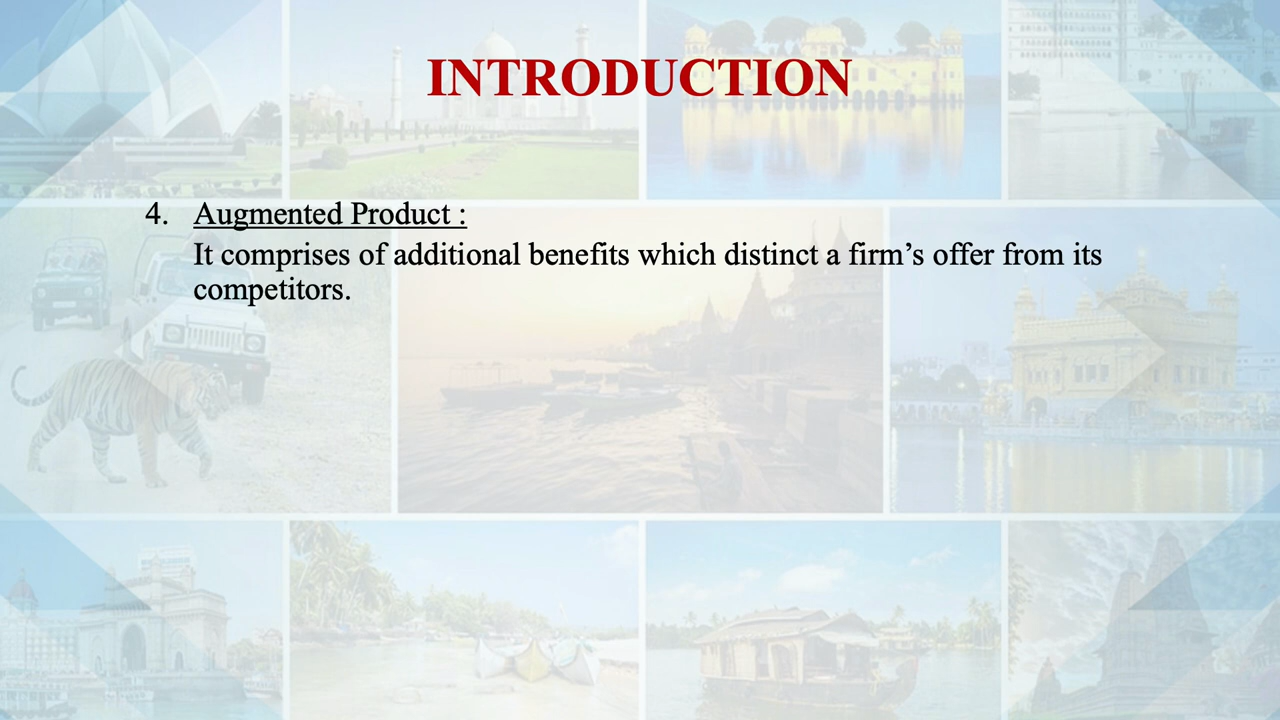 INTRODUCTION
4. Augmented Product :
It comprises of additional benefits which distinct a firm’s offer from its
competitors.